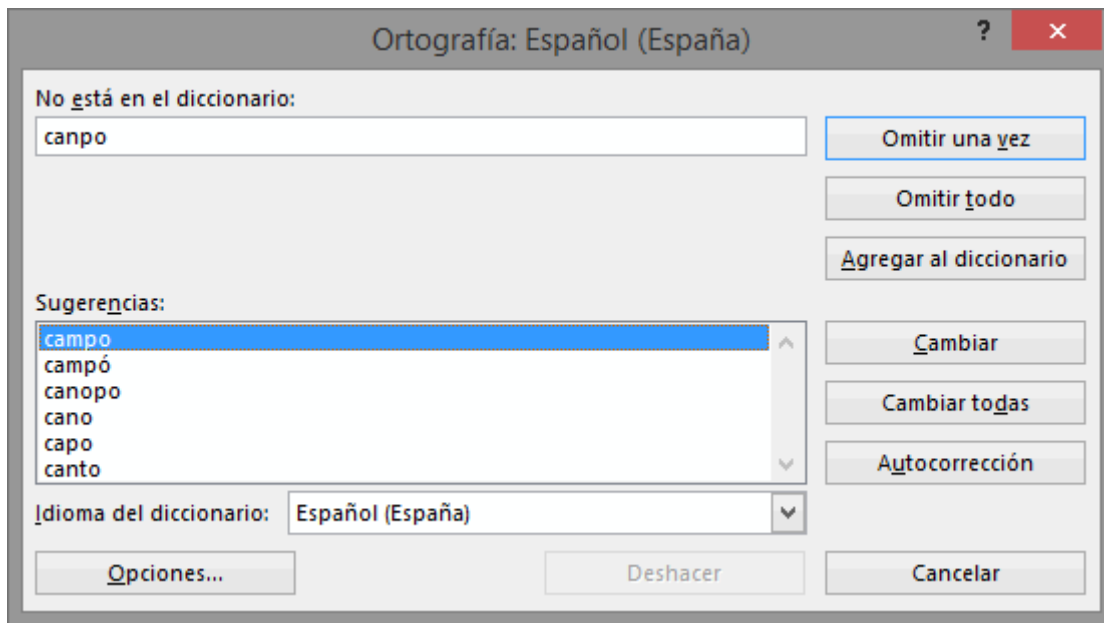 Ortografía: Español (España)
?
No está en el diccionario:
canpo
Omitir una vez
Omitir todo
Agregar al diccionario
Sugerencias:
campo
campó
canopo
cano
capo
canto
Cambiar
Cambiar todas
Autocorrección
Idioma del diccionario: Español (España)
Opciones... Deshacer Cancelar